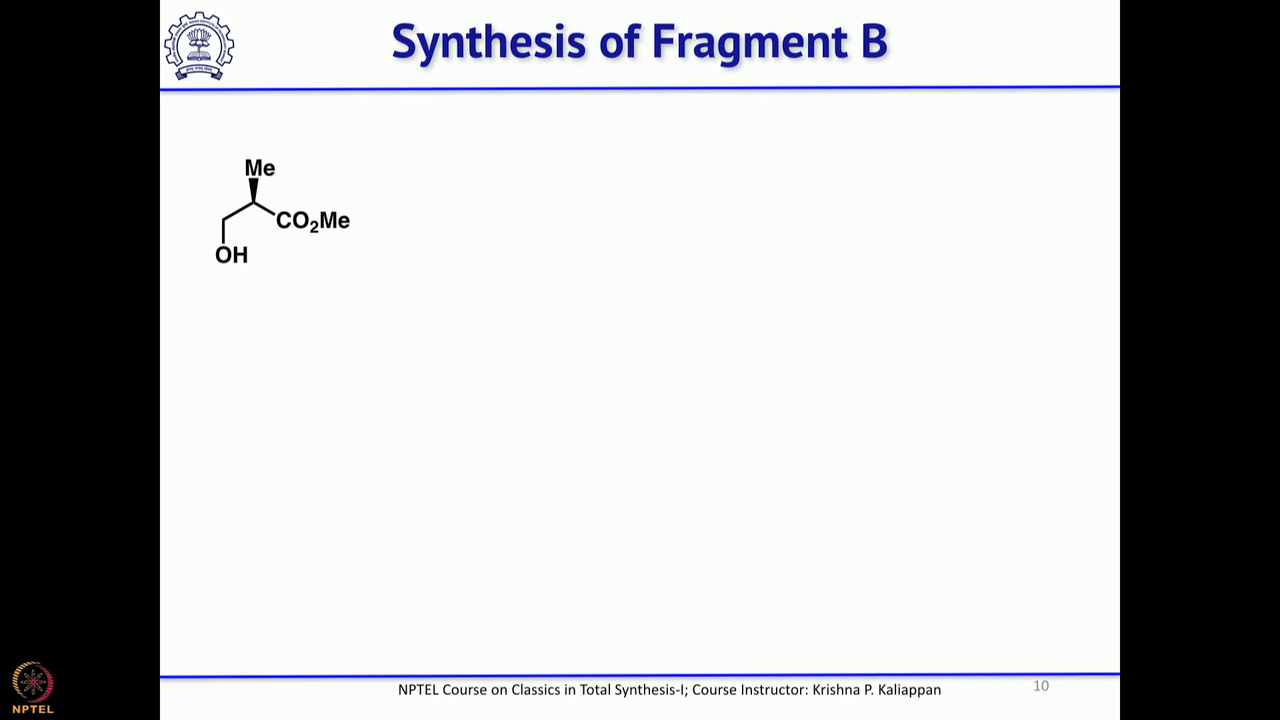 Synthesis of Fragment B
Me
CO2Me
OH
NPTEL Course on Classics in Total Synthesis-I; Course Instructor: Krishna P. Kaliappan
10
NPTEL